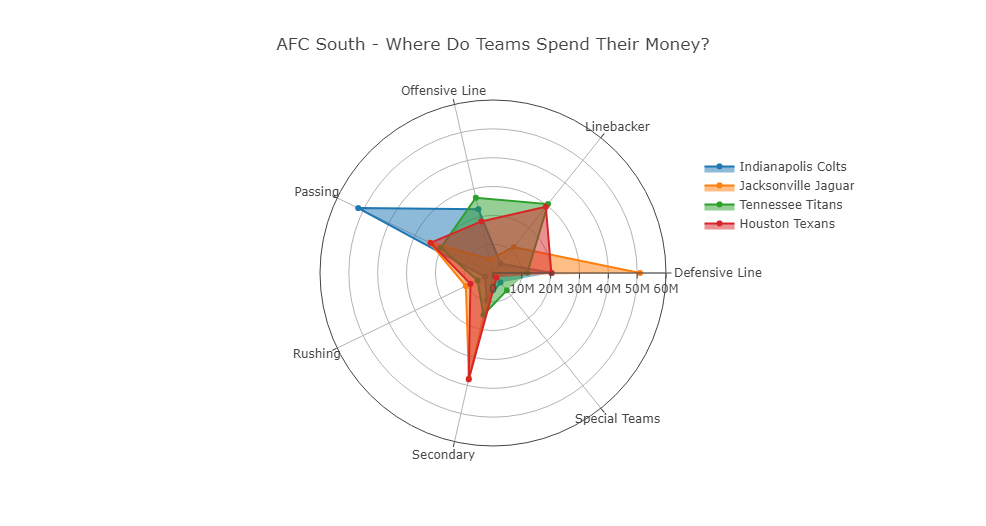 AFC South - Where Do Teams Spend Their Money?
Offensive Line
Linebacker
Passing
Defensive Line
0 10M 20M 30M 40M 50M 60M
Rushing
Special Teams
Secondary
Indianapolis Colts
Jacksonville Jaguar
Tennessee Titans
Houston Texans